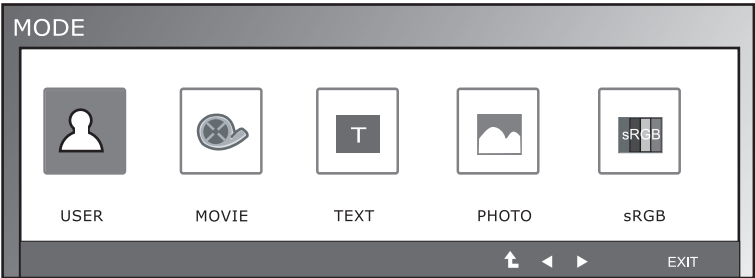 MODE
T
sRGB
USER MOVIE TEXT PHOTO sRGB
EXIT